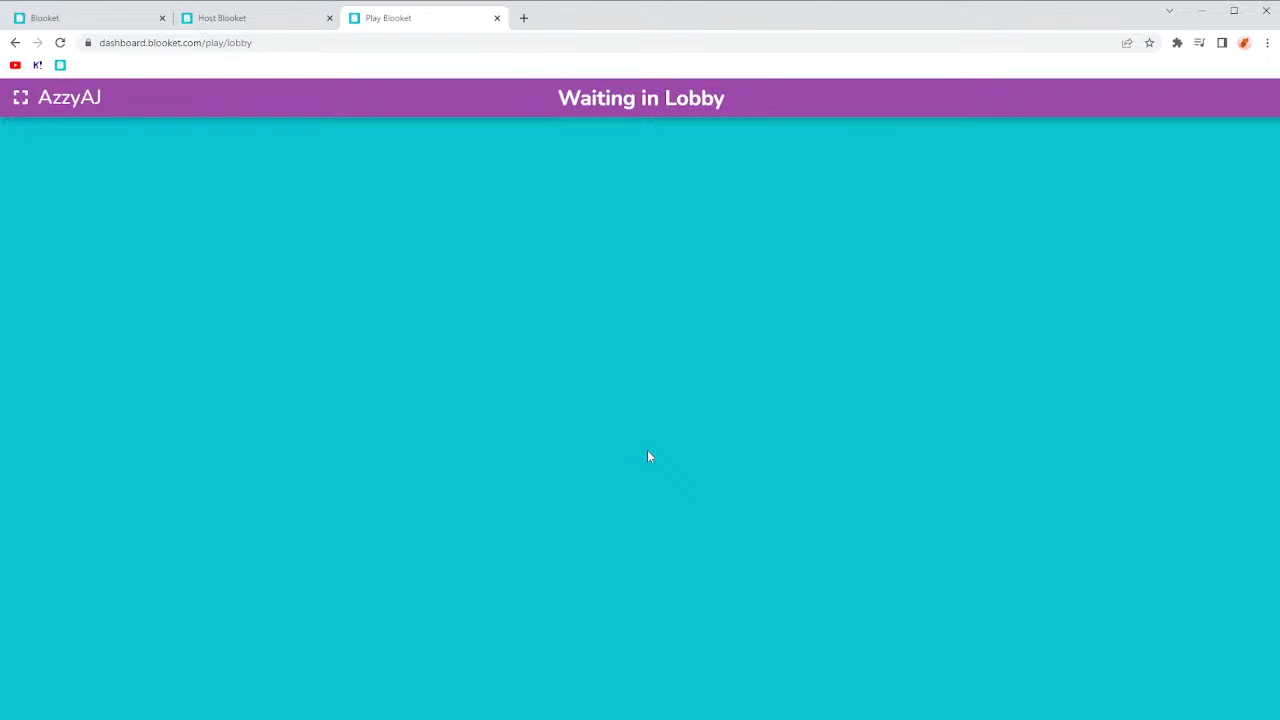 Blooket
Host Blooket
Play Blooket
dashboard.blooket.com/play/lobby
K!
AzzyAJ
Waiting in Lobby